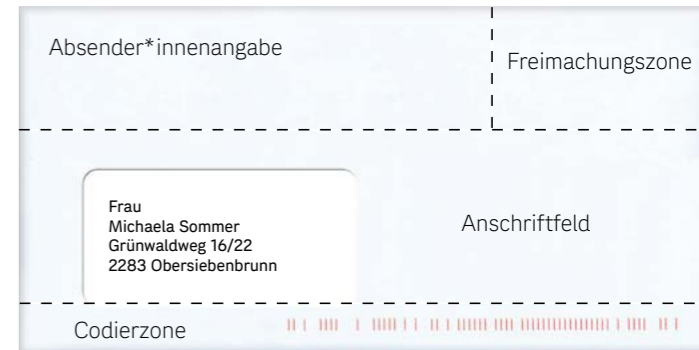 Absender*innenangabe
Freimachungszone
Frau
Michaela Sommer
Grünwaldweg 16/22
2283 Obersiebenbrunn
Anschriftfeld
Codierzone